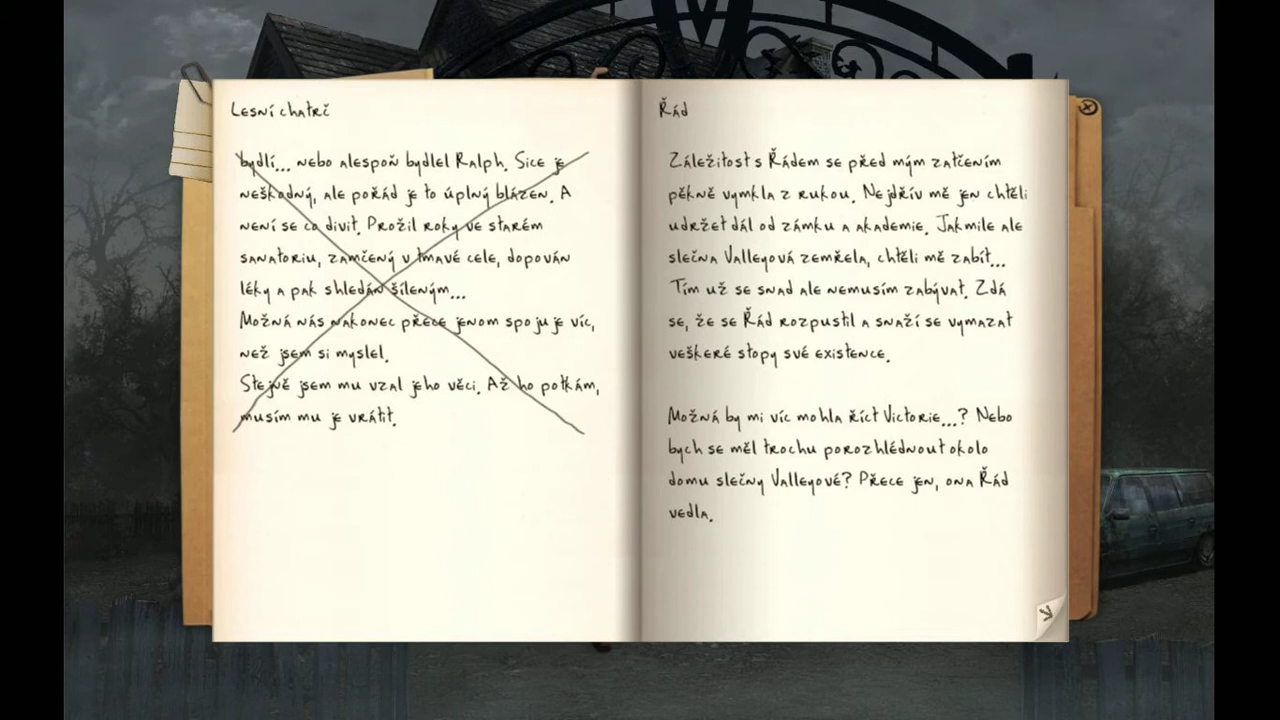 Lesní chatrč
bydlí... nebo alespoň bydlel Ralph. Sice je
neškodný, ale pořád je to úplný blázen. A
není se co divit. Prožil roky ve starém
sanatoriu, zamčený v tmavé cele, dopován
léky a pak shledán šíleným...
Možná nás nakonec přece jenom spojuje víc,
než jsem si myslel.
Stejně jsem mu vzal jeho věci. Až ho potkám,
musím mu je vrátit.
Řád
Záležitost s Řádem se před mým zatčením
pěkně vymkla z rukou. Nejdřív mě jen chtěli
udržet dál od zámku a akademie. Jakmile ale
slečna Valleyová zemřela, chtěli mě zabít...
Tím už se snad ale nemusím zabývat. Zdá
se, že se Řád rozpustil a snaží se vymazat
veškeré stopy své existence.
Možná by mi víc mohla říct Victorie...? Nebo
bych se měl trochu porozhlédnout okolo
domu slečny Valleyové? Přece jen, ona Řád
vedla.